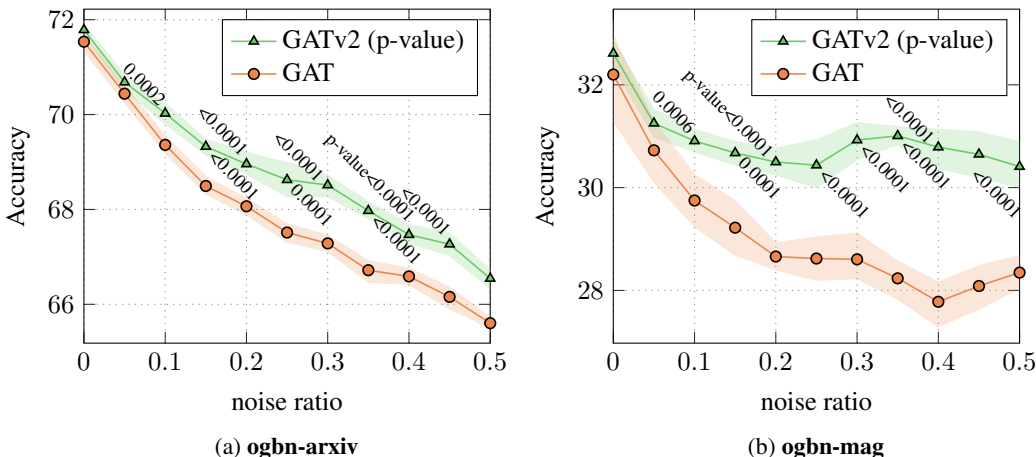 72
70
68
66
Accuracy
GATv2 (p-value)
GAT
0.0002
<0.0001
<0.0001
<0.0001
0.0001
p-value<0.0001
<0.0001
<0.0001
0
0.1
0.2
0.3
0.4
0.5
noise ratio
(a) ogbn-arxiv
32
30
28
Accuracy
GATv2 (p-value)
GAT
0.0006
p-value<0.0001
0.0001
<0.0001
<0.0001
<0.0001
<0.0001
<0.0001
0
0.1
0.2
0.3
0.4
0.5
noise ratio
(b) ogbn-mag